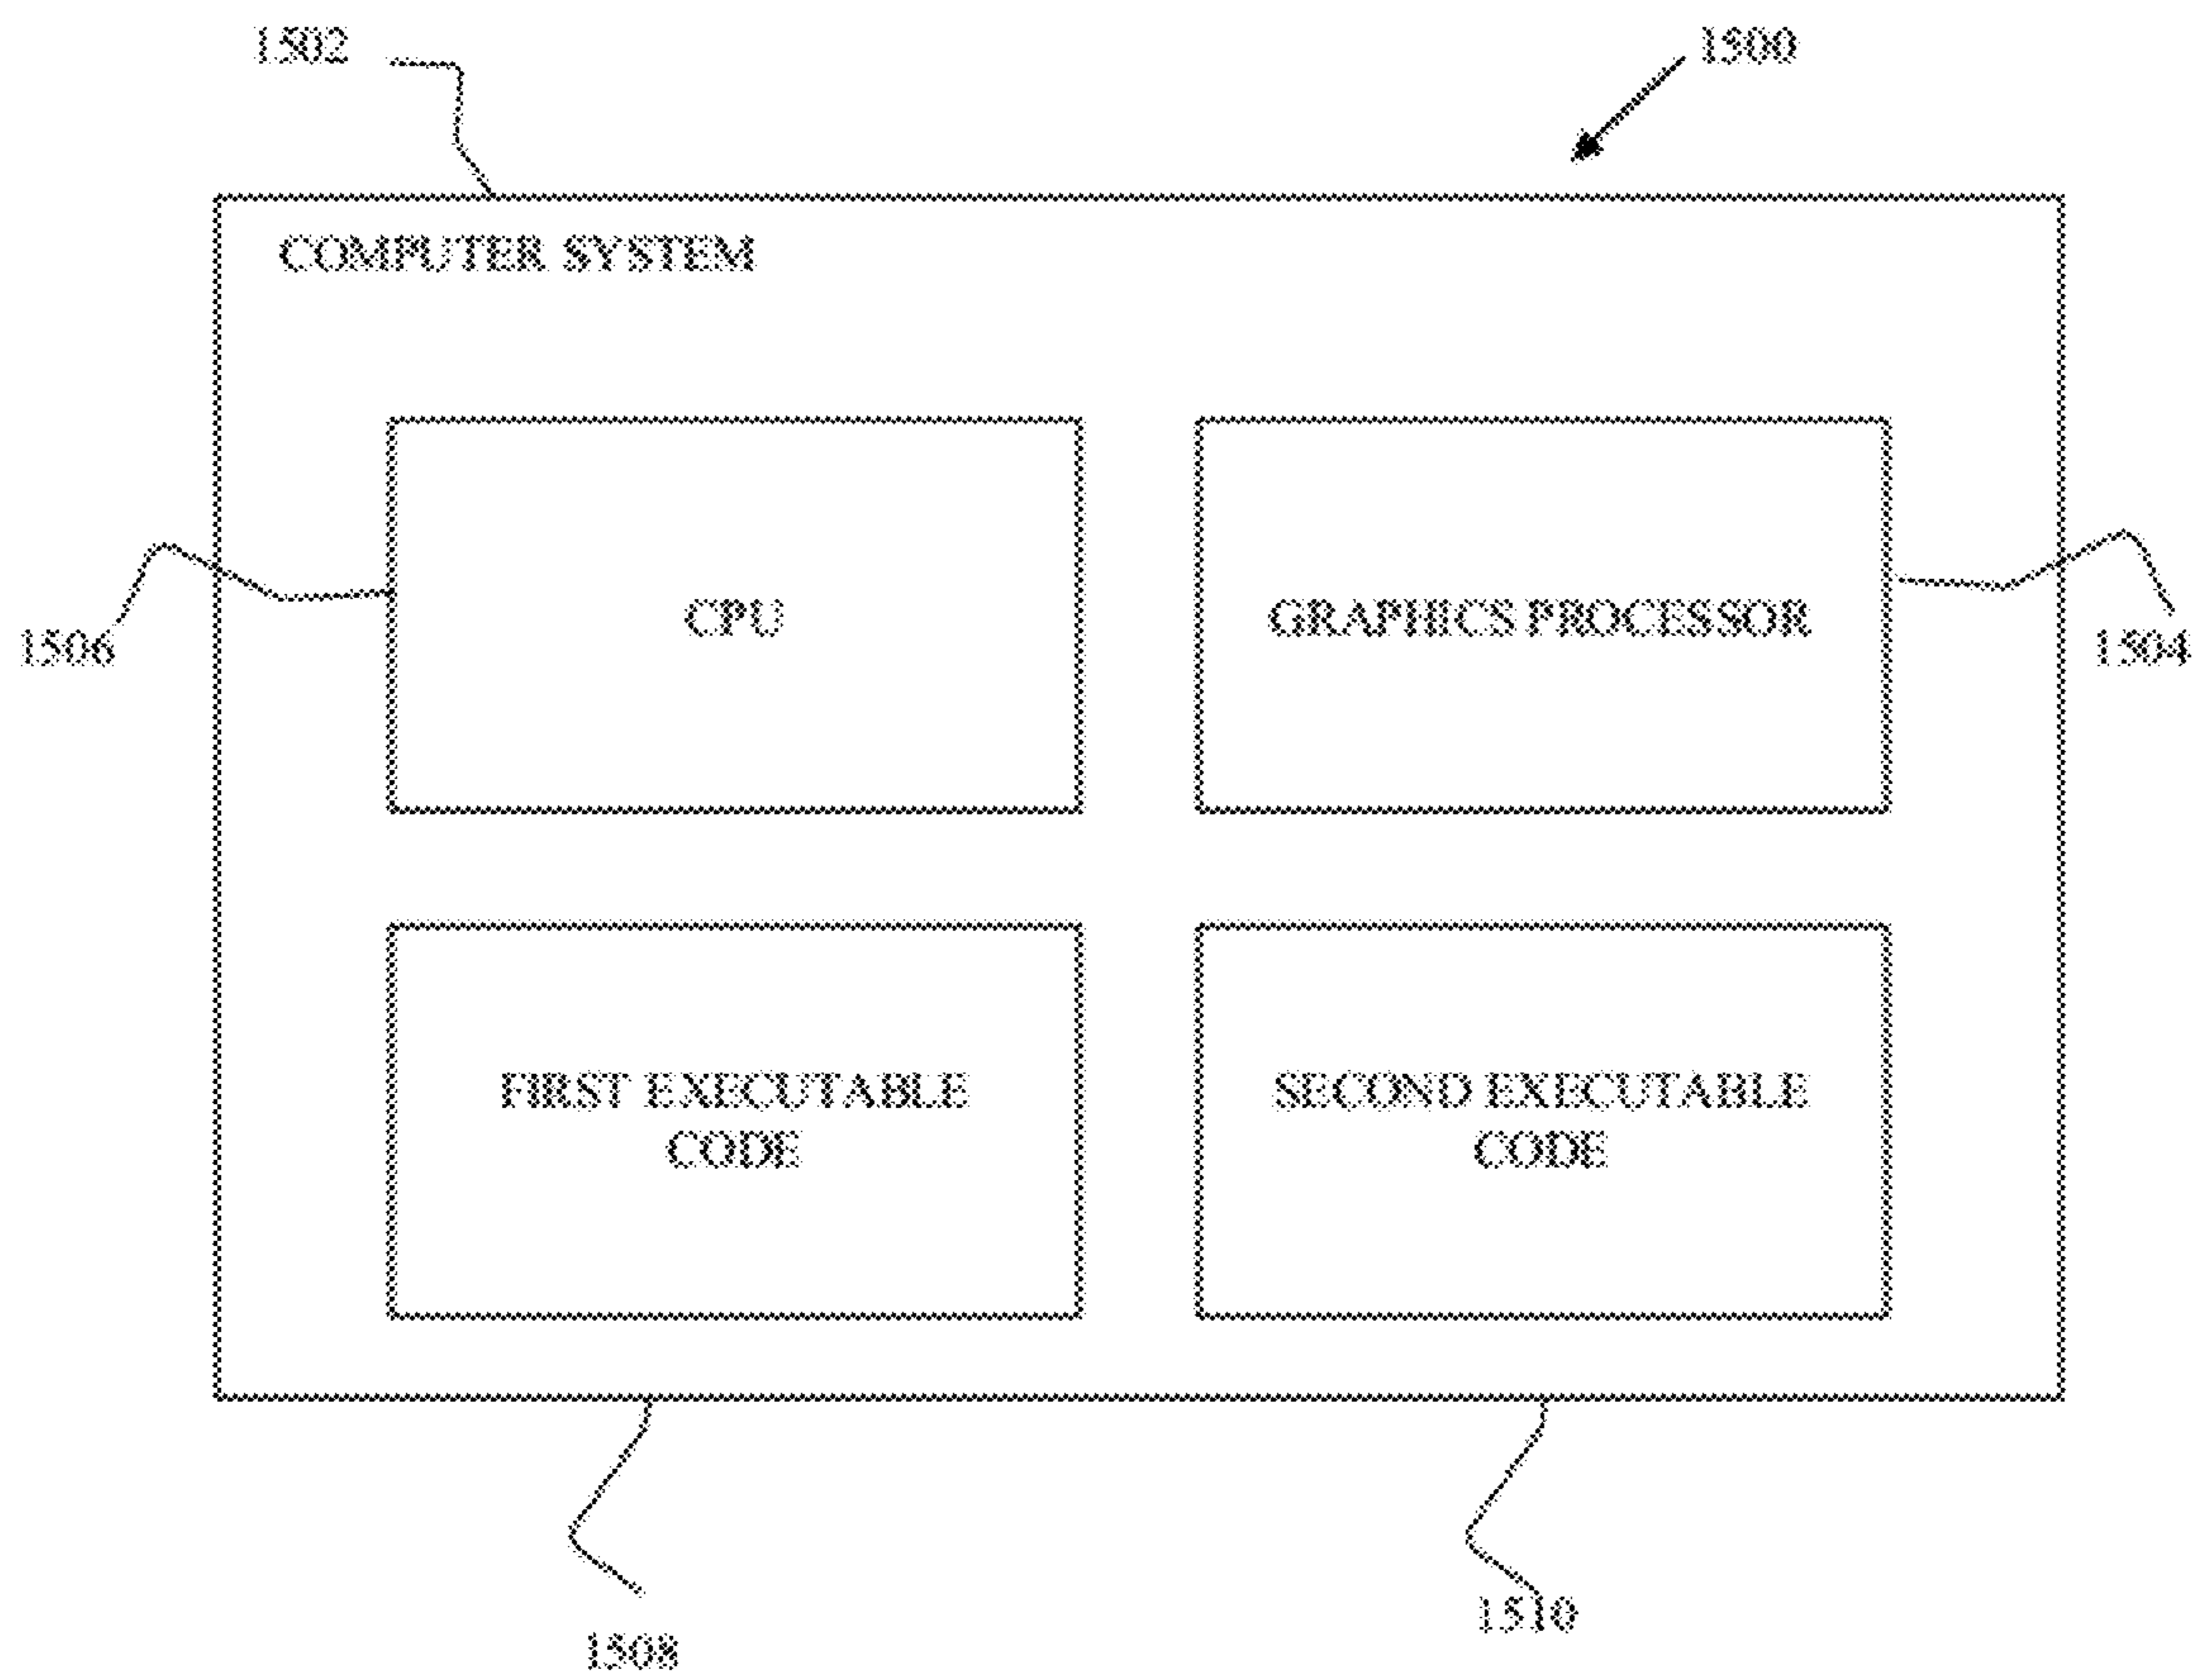 1502
1500
COMPUTER SYSTEM
CPU
GRAPHICS PROCESSOR
1506
1504
FIRST EXECUTABLE
CODE
SECOND EXECUTABLE
CODE
1510
1508